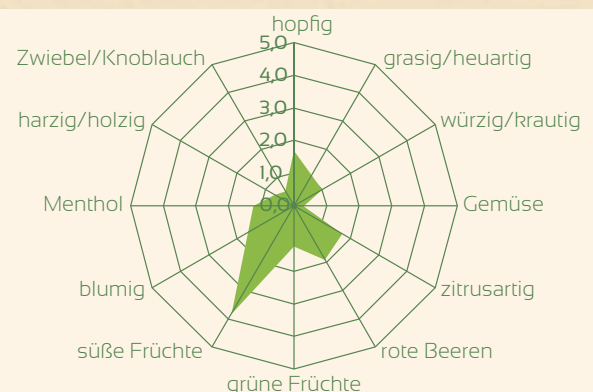 hopfig
5,0
Zwiebel/Knoblauch
grasig/heuartig
4,0
3,0
harzig/holzig
würzig/krautig
2,0
1,0
Menthol
0,0
Gemüse
blumig
zitrusartig
süße Früchte
rote Beeren
grüne Früchte